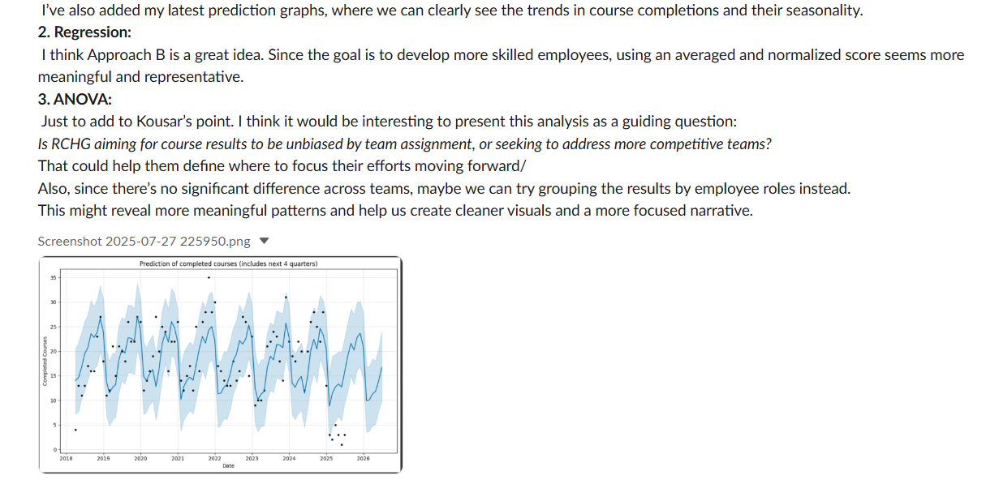 I’ve also added my latest prediction graphs, where we can clearly see the trends in course completions and their seasonality.
2. Regression:
I think Approach B is a great idea. Since the goal is to develop more skilled employees, using an averaged and normalized score seems more
meaningful and representative.
3. ANOVA:
Just to add to Kousar’s point. I think it would be interesting to present this analysis as a guiding question:
Is RCHG aiming for course results to be unbiased by team assignment, or seeking to address more competitive teams?
That could help them define where to focus their efforts moving forward/
Also, since there’s no significant difference across teams, maybe we can try grouping the results by employee roles instead.
This might reveal more meaningful patterns and help us create cleaner visuals and a more focused narrative.
Screenshot 2025-07-27 225950.png
Prediction of completed courses (includes next 4 quarters)
35
30
25
20
15
10
5
0
Completed Courses
2018 2019 2020 2021 2022 2023 2024 2025 2026
Date